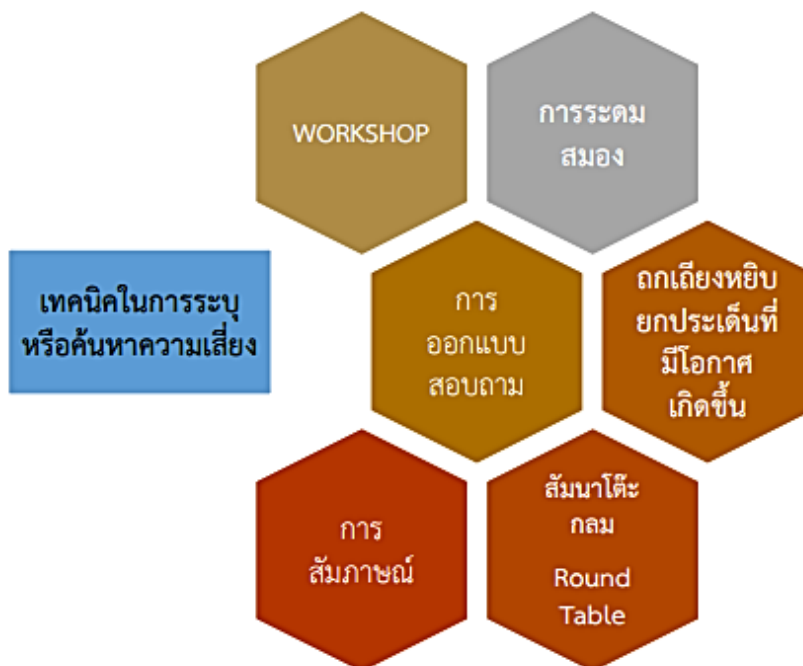 WORKSHOP
การระดม
สมอง
เทคนิคในการระบุ
หรือค้นหาความเสี่ยง
การ
ออกแบบ
สอบถาม
ถกเถียงหยิบ
ยกประเด็นที่
มีโอกาส
เกิดขึ้น
การ
สัมภาษณ์
สัมนาโต๊ะ
กลม
Round
Table